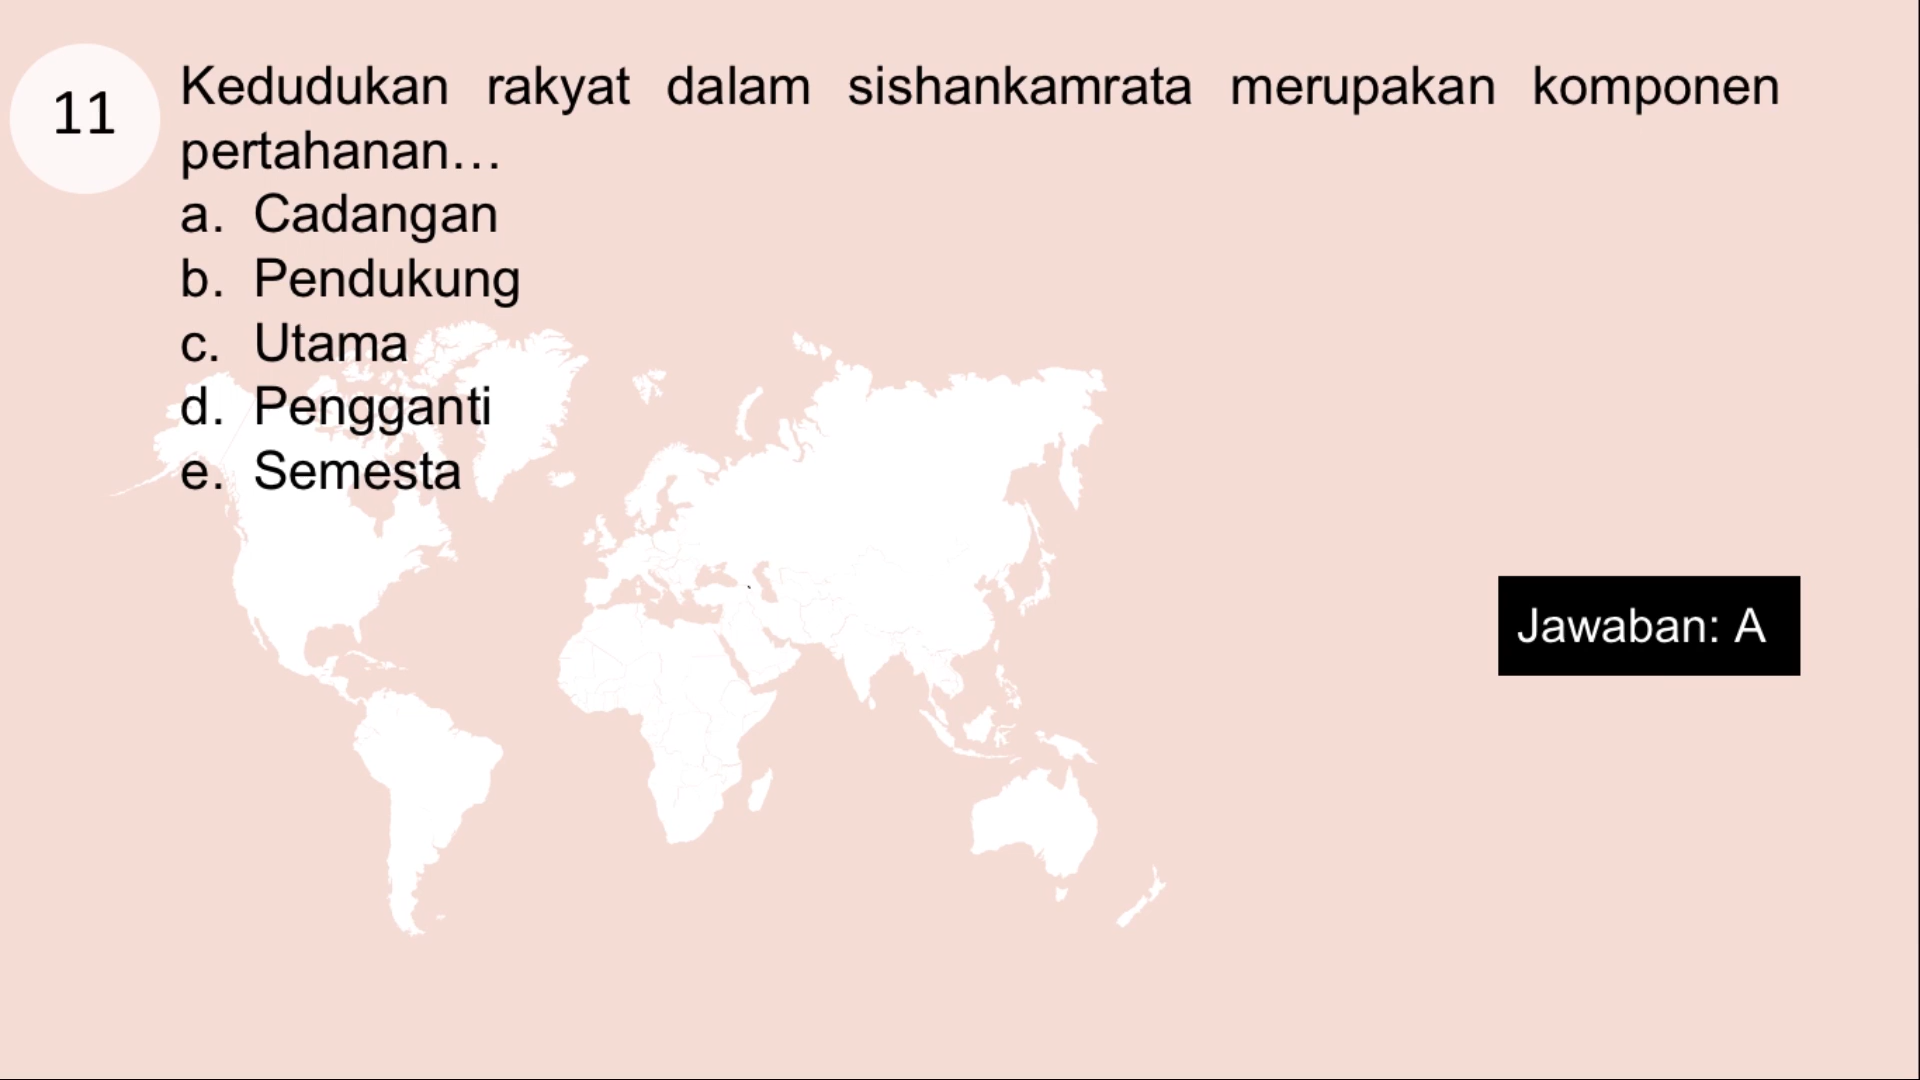 11
Kedudukan rakyat dalam sishankamrata merupakan komponen
pertahanan…
a. Cadangan
b. Pendukung
c. Utama
d. Pengganti
e. Semesta
Jawaban: A